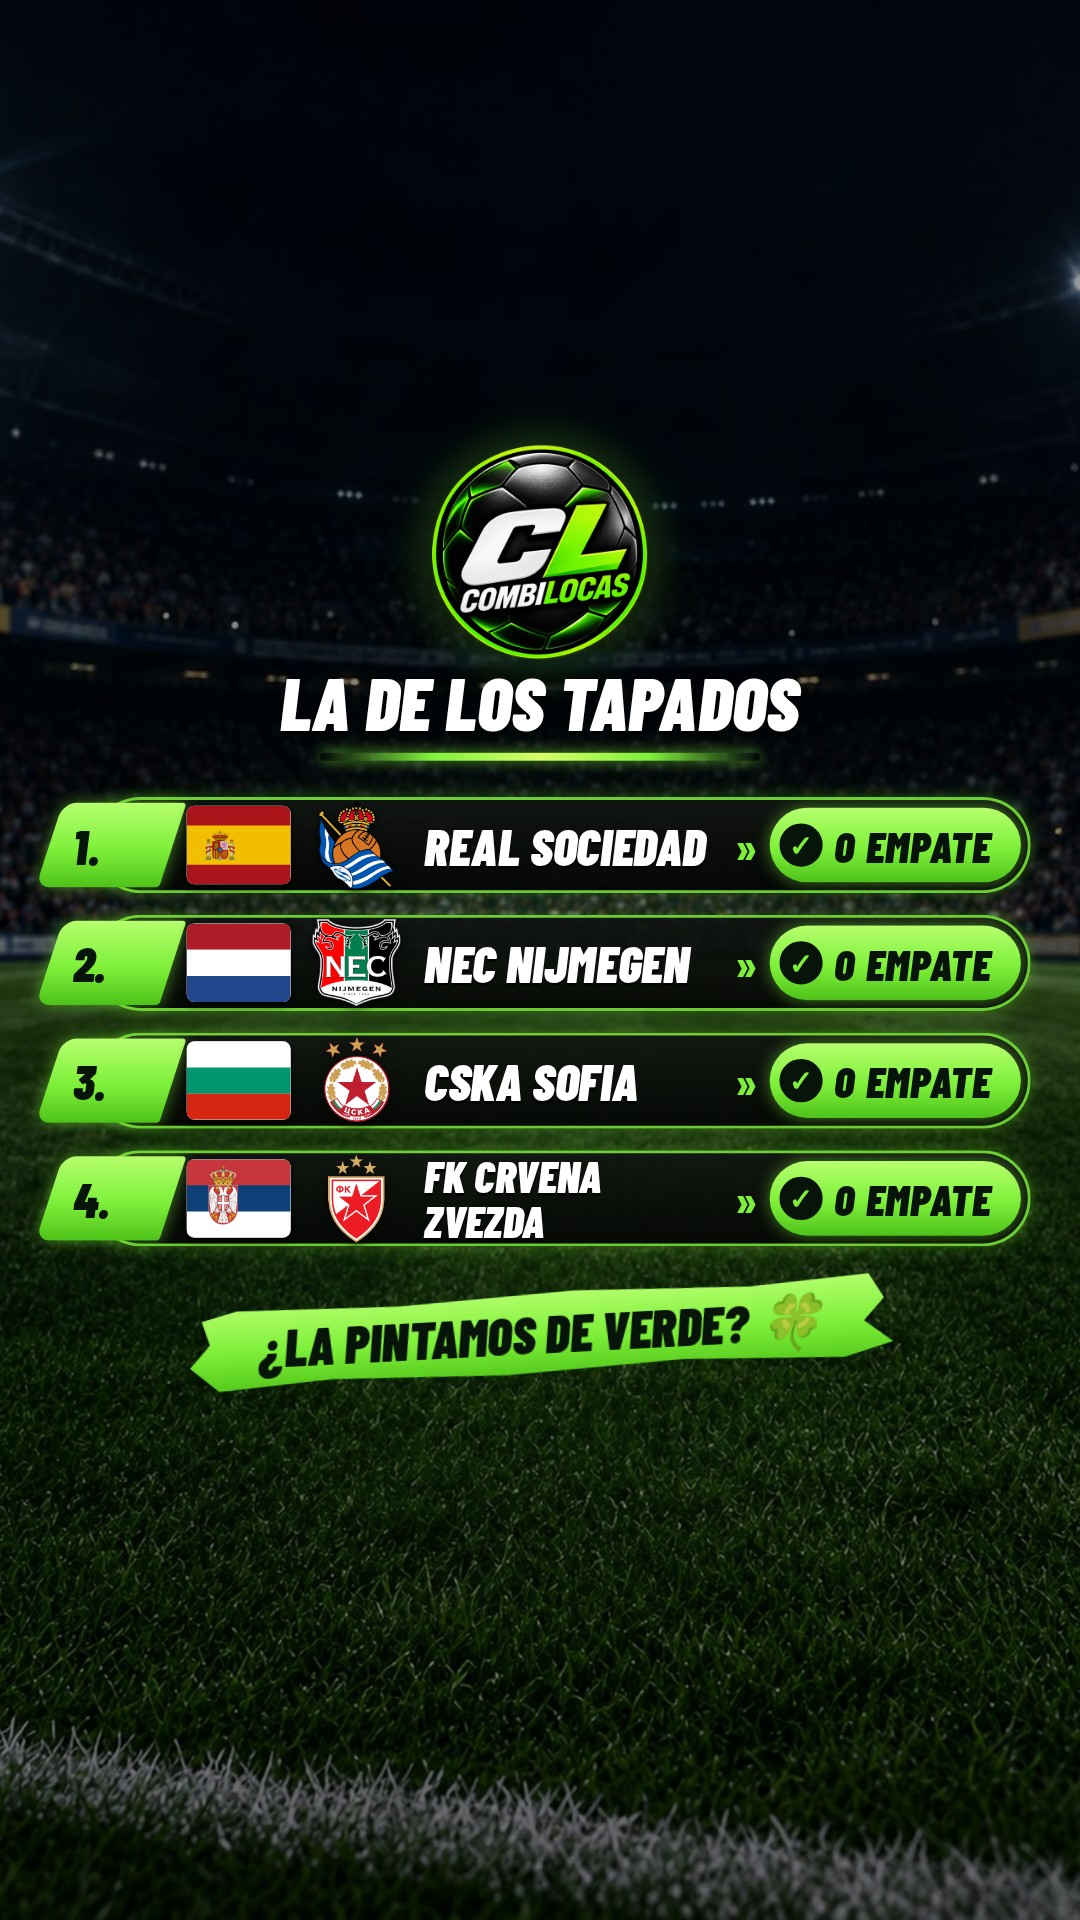 CL
COMBILOCAS
LA DE LOS TAPADOS
1. REAL SOCIEDAD » ✓ O EMPATE
2. NEC NIJMEGEN » ✓ O EMPATE
NEC
NIJMEGEN
3. CSKA SOFIA » ✓ O EMPATE
ЦСКА
4. FK CRVENA
ZVEZDA » ✓ O EMPATE
ФК
¿LA PINTAMOS DE VERDE? 🍀